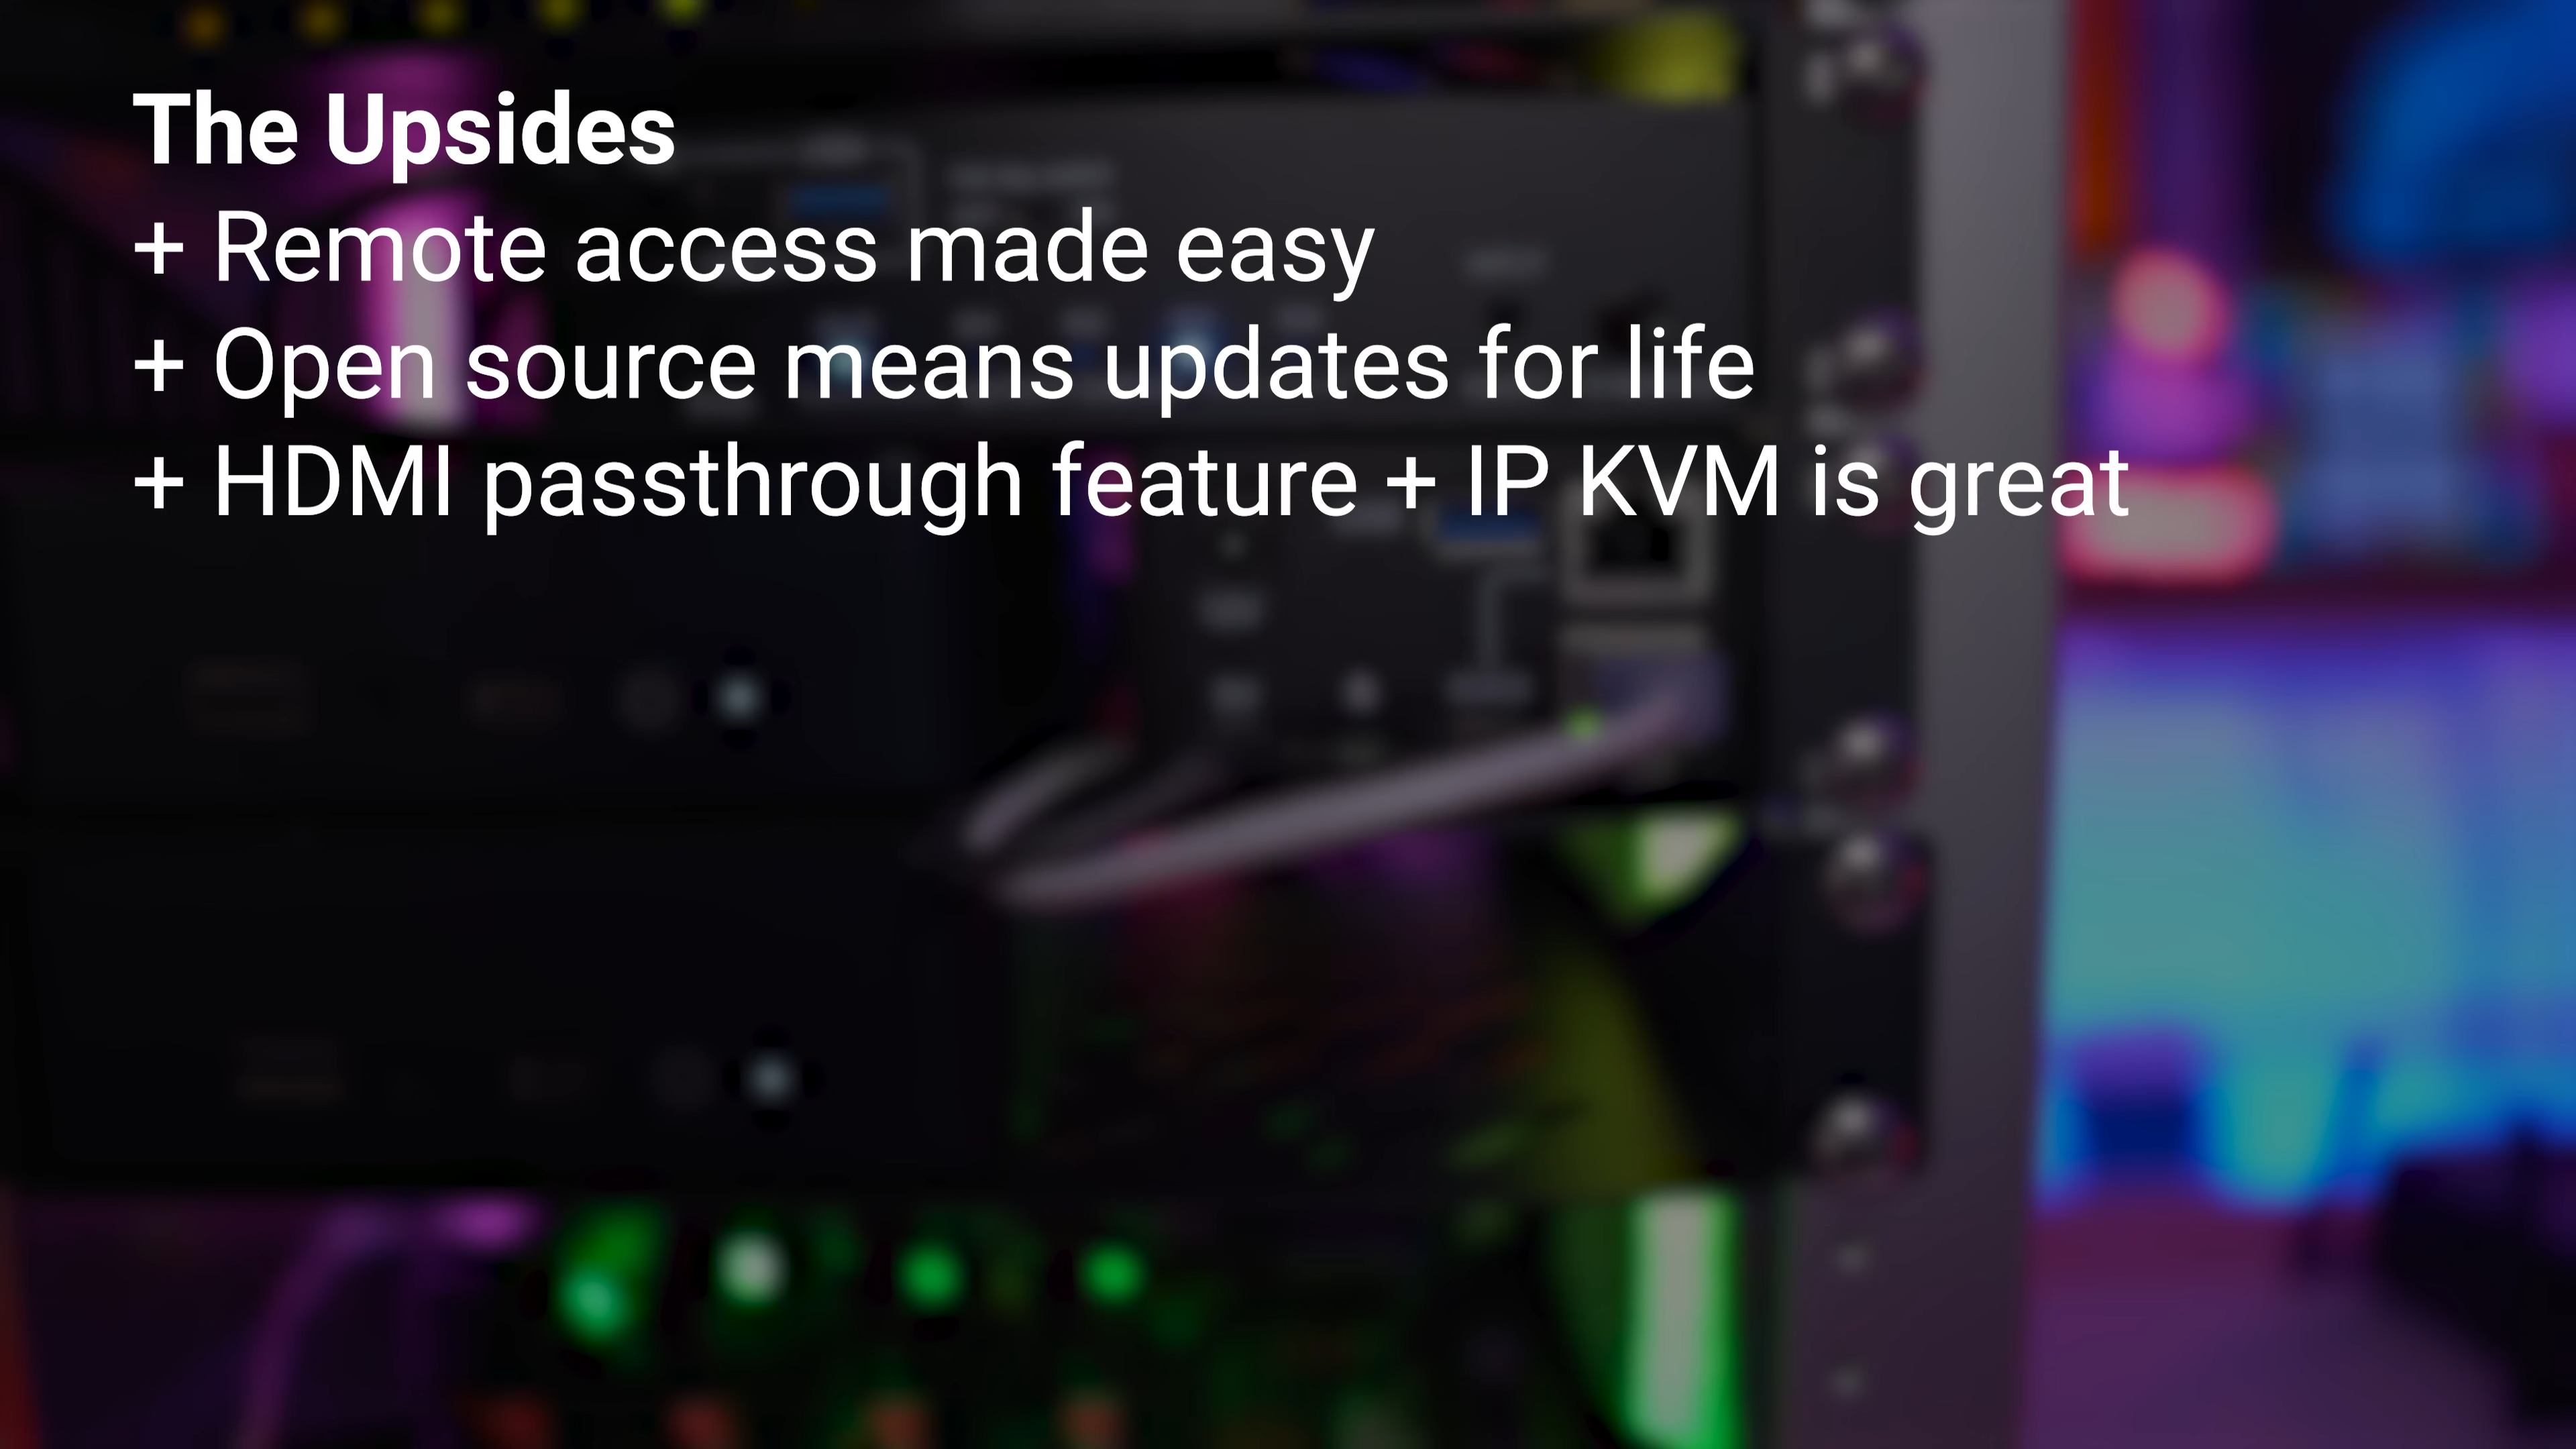 The Upsides
+ Remote access made easy
+ Open source means updates for life
+ HDMI passthrough feature + IP KVM is great